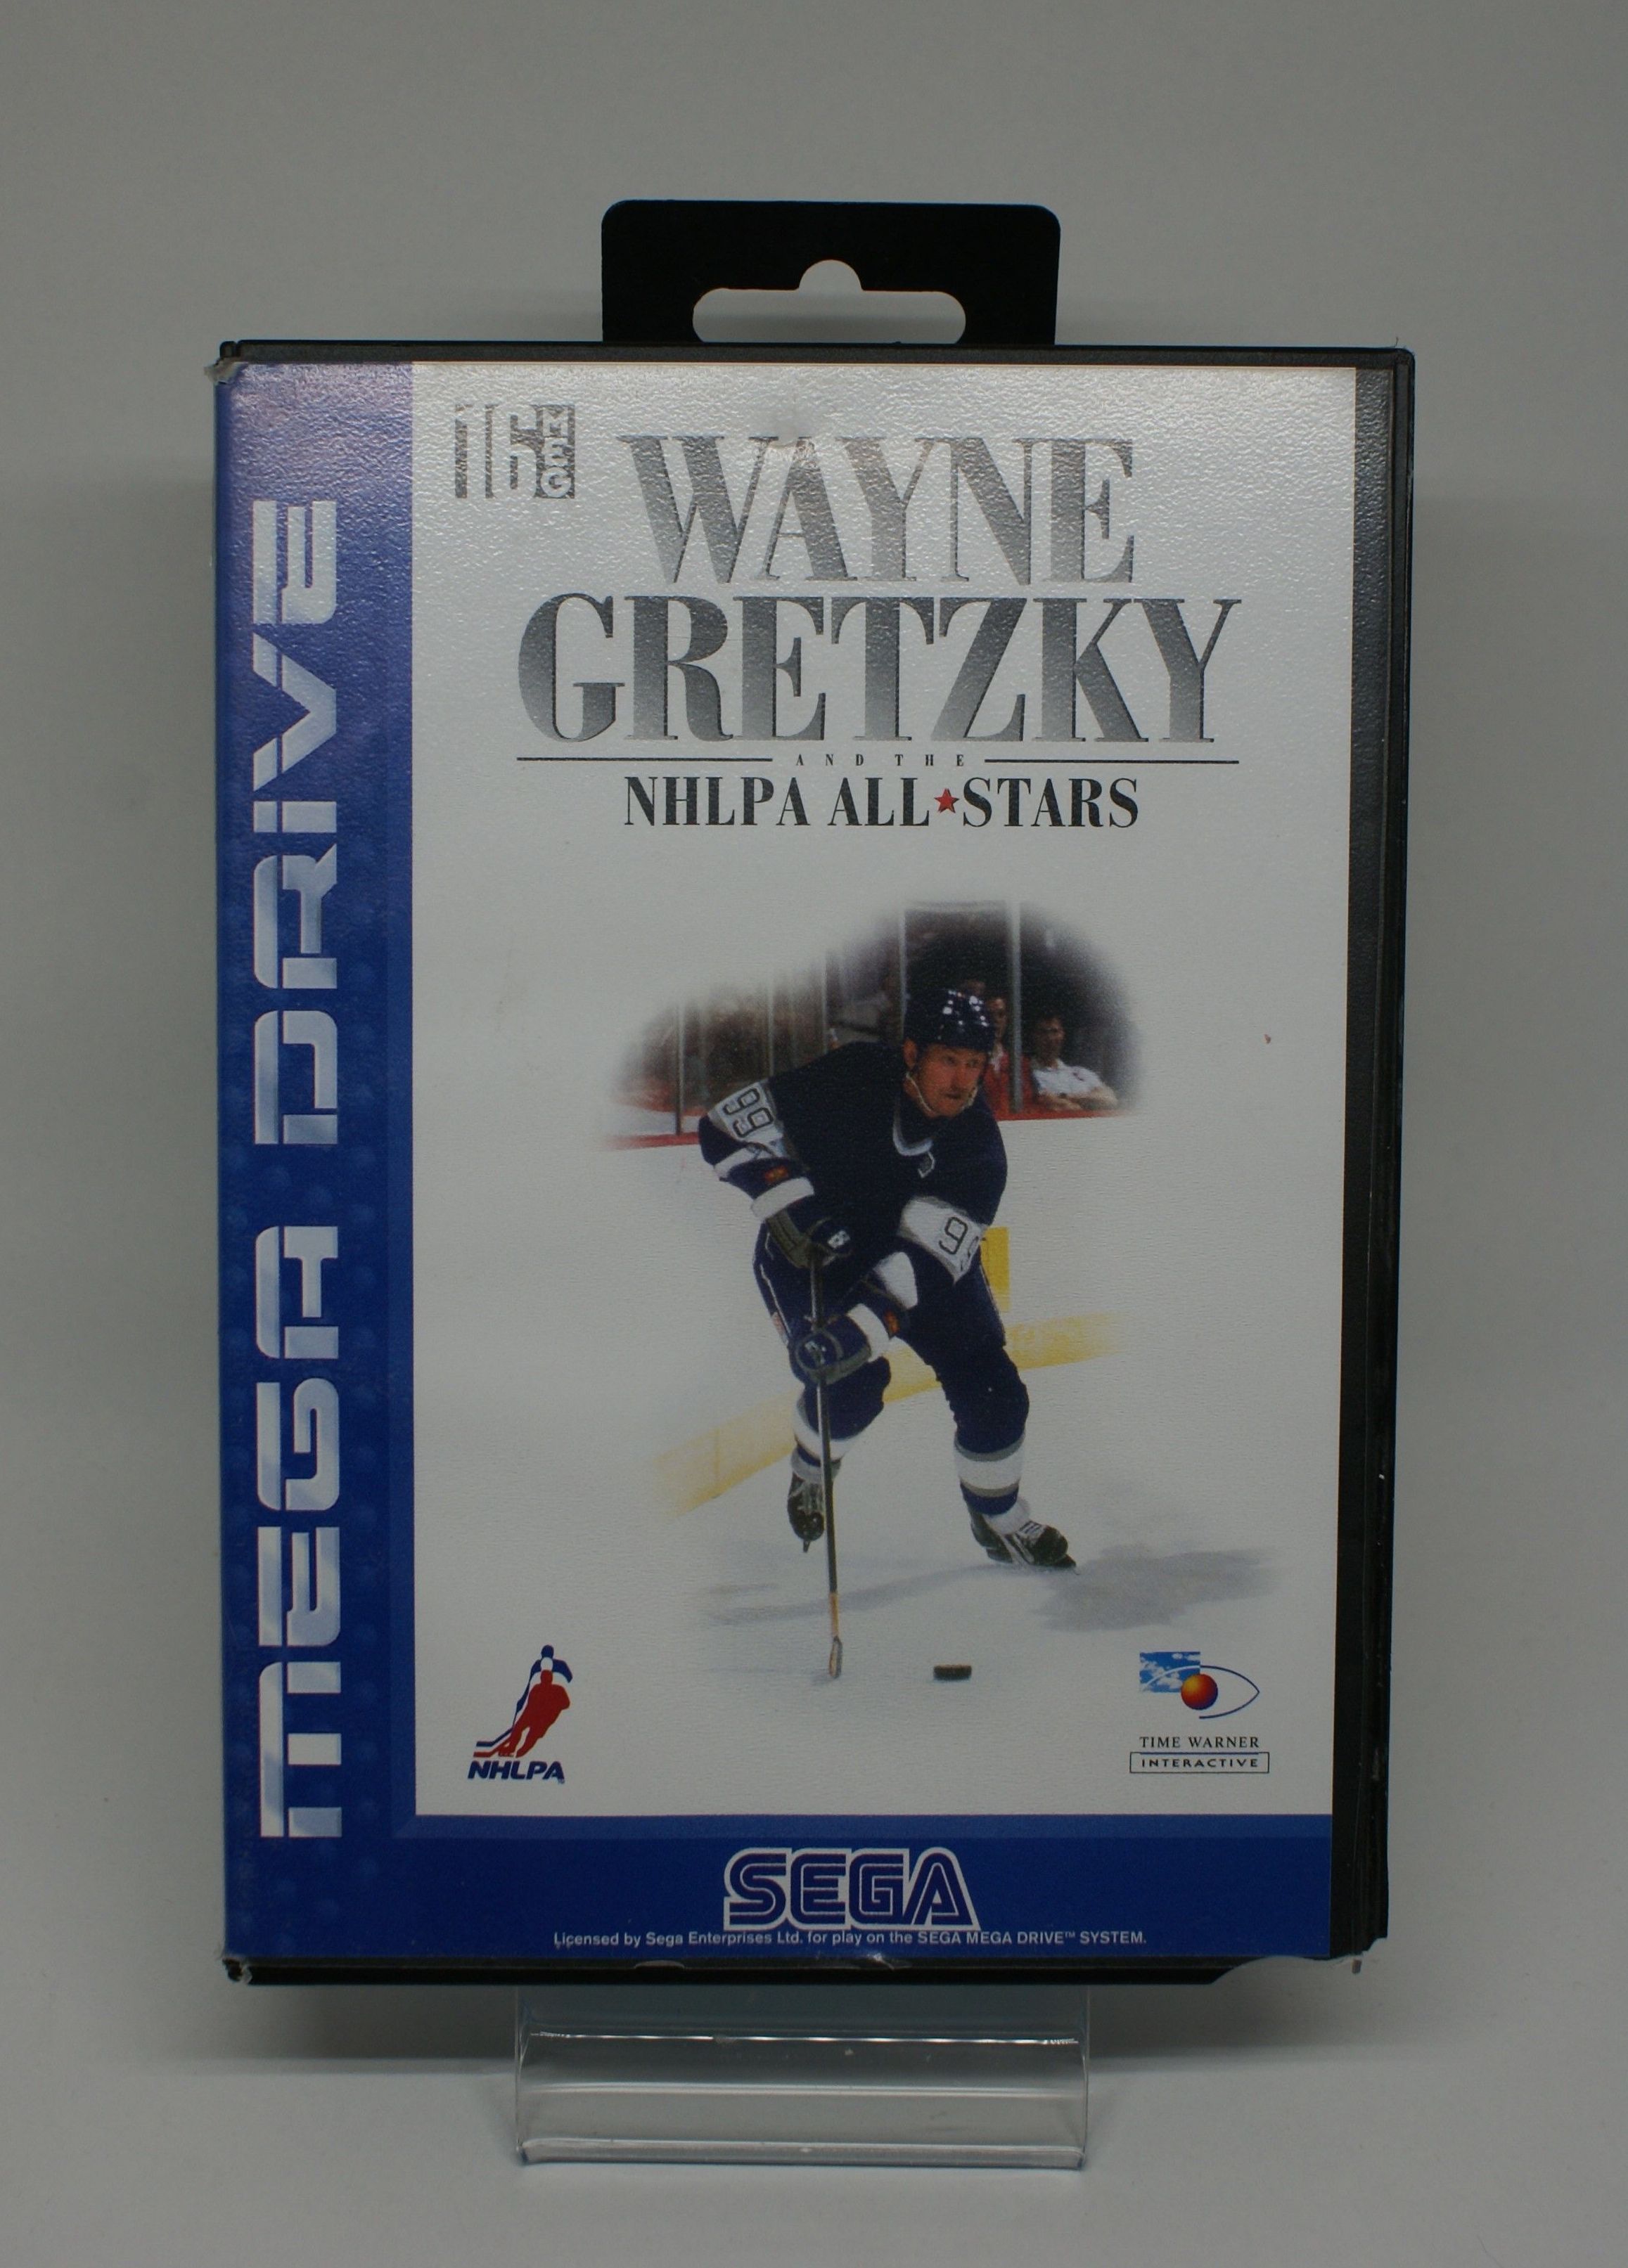 MEGA DRIVE
16 MEG
WAYNE
GRETZKY
AND THE
NHLPA ALL★STARS
99
99
NHLPA
TIME WARNER
INTERACTIVE
SEGA
Licensed by Sega Enterprises Ltd. for play on the SEGA MEGA DRIVE™ SYSTEM.